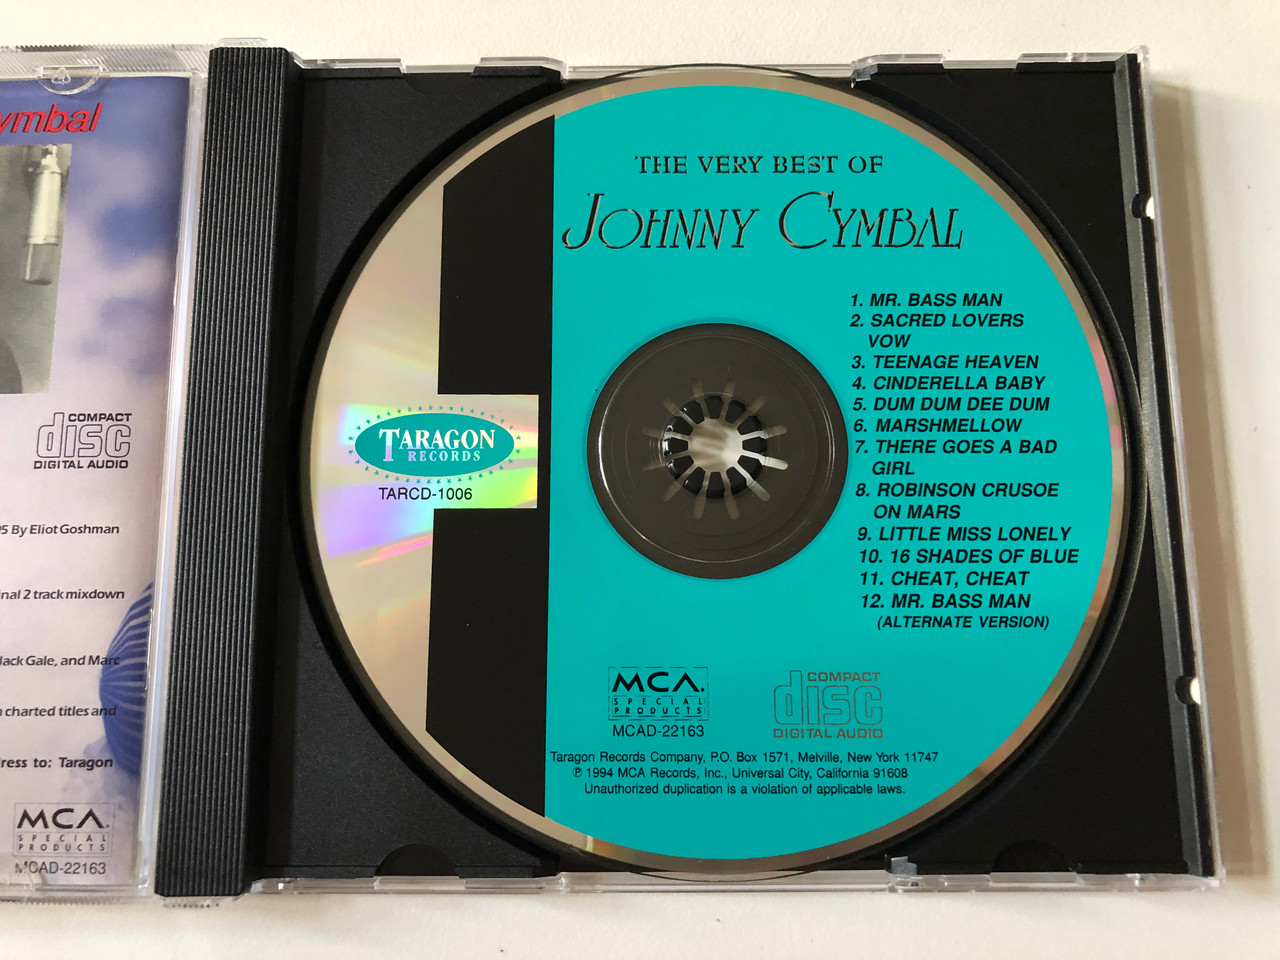 ymbal
COMPACT
disc
DIGITAL AUDIO
95 By Eliot Goshman
nal 2 track mixdown
Jack Gale, and Marc
n charted titles and
ress to: Taragon
MCA.
SPECIAL
PRODUCTS
MCAD-22163
THE VERY BEST OF
JOHNNY CYMBAL
1. MR. BASS MAN
2. SACRED LOVERS
VOW
3. TEENAGE HEAVEN
4. CINDERELLA BABY
5. DUM DUM DEE DUM
6. MARSHMELLOW
7. THERE GOES A BAD
GIRL
8. ROBINSON CRUSOE
ON MARS
9. LITTLE MISS LONELY
10. 16 SHADES OF BLUE
11. CHEAT, CHEAT
12. MR. BASS MAN
(ALTERNATE VERSION)
TARAGON
RECORDS
TARCD-1006
MCA.
SPECIAL
PRODUCTS
MCAD-22163
COMPACT
disc
DIGITAL AUDIO
Taragon Records Company, P.O. Box 1571, Melville, New York 11747
℗ 1994 MCA Records, Inc., Universal City, California 91608
Unauthorized duplication is a violation of applicable laws.